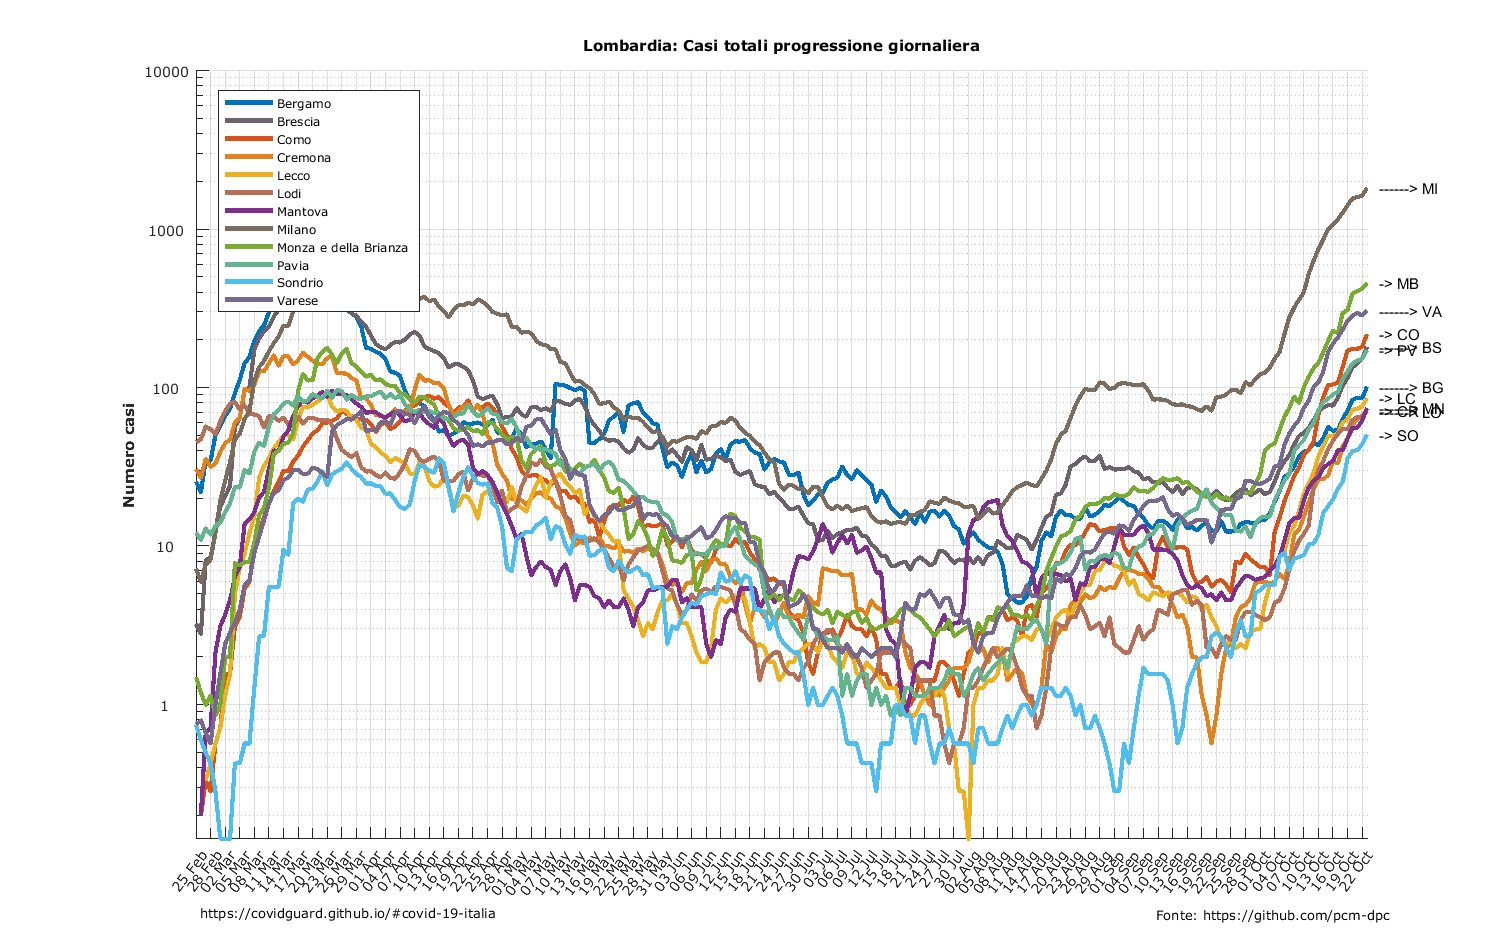 Lombardia: Casi totali progressione giornaliera
Numero casi
10000
1000
100
10
1
Bergamo
Brescia
Como
Cremona
Lecco
Lodi
Mantova
Milano
Monza e della Brianza
Pavia
Sondrio
Varese
------> MI
-> MB
------> VA
-> CO
------> BS
-> PV
------> BG
-> LC
------> MN
-> CR
-> SO
25 Feb
28 Feb
02 Mar
05 Mar
08 Mar
11 Mar
14 Mar
17 Mar
20 Mar
23 Mar
26 Mar
29 Mar
01 Apr
04 Apr
07 Apr
10 Apr
13 Apr
16 Apr
19 Apr
22 Apr
25 Apr
28 Apr
01 May
04 May
07 May
10 May
13 May
16 May
19 May
22 May
25 May
28 May
31 May
03 Jun
06 Jun
09 Jun
12 Jun
15 Jun
18 Jun
21 Jun
24 Jun
27 Jun
30 Jun
03 Jul
06 Jul
09 Jul
12 Jul
15 Jul
18 Jul
21 Jul
24 Jul
27 Jul
30 Jul
02 Aug
05 Aug
08 Aug
11 Aug
14 Aug
17 Aug
20 Aug
23 Aug
26 Aug
29 Aug
01 Sep
04 Sep
07 Sep
10 Sep
13 Sep
16 Sep
19 Sep
22 Sep
25 Sep
28 Sep
01 Oct
04 Oct
07 Oct
10 Oct
13 Oct
16 Oct
19 Oct
22 Oct
https://covidguard.github.io/#covid-19-italia
Fonte: https://github.com/pcm-dpc